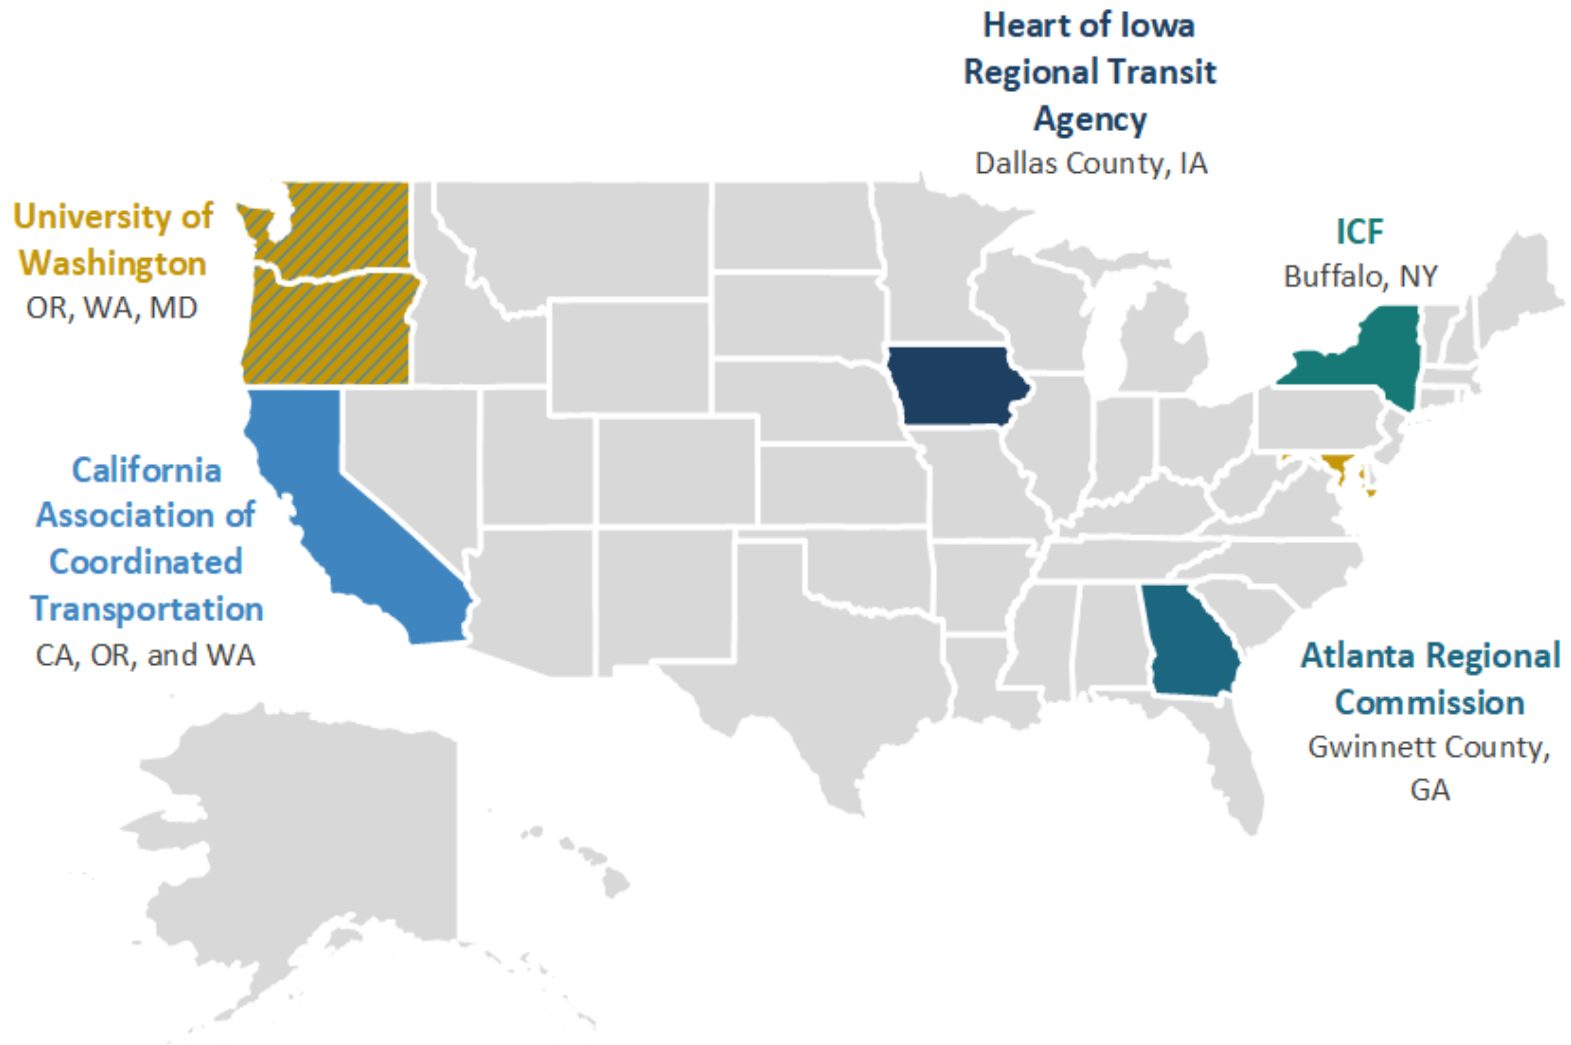 Heart of Iowa
Regional Transit
Agency
Dallas County, IA
University of
Washington
OR, WA, MD
ICF
Buffalo, NY
California
Association of
Coordinated
Transportation
CA, OR, and WA
Atlanta Regional
Commission
Gwinnett County,
GA